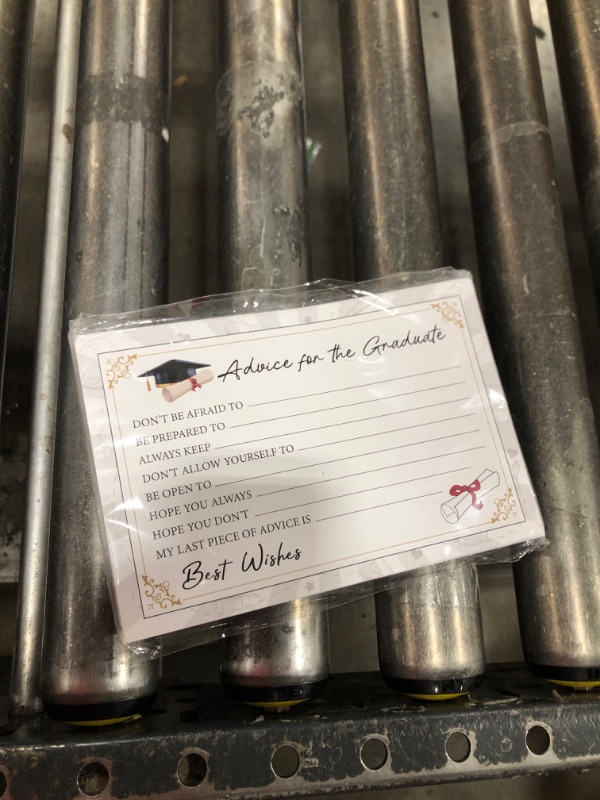 Advice for the Graduate
DON'T BE AFRAID TO
BE PREPARED TO
ALWAYS KEEP
DON'T ALLOW YOURSELF TO
BE OPEN TO
HOPE YOU ALWAYS
HOPE YOU DON'T
MY LAST PIECE OF ADVICE IS
Best Wishes